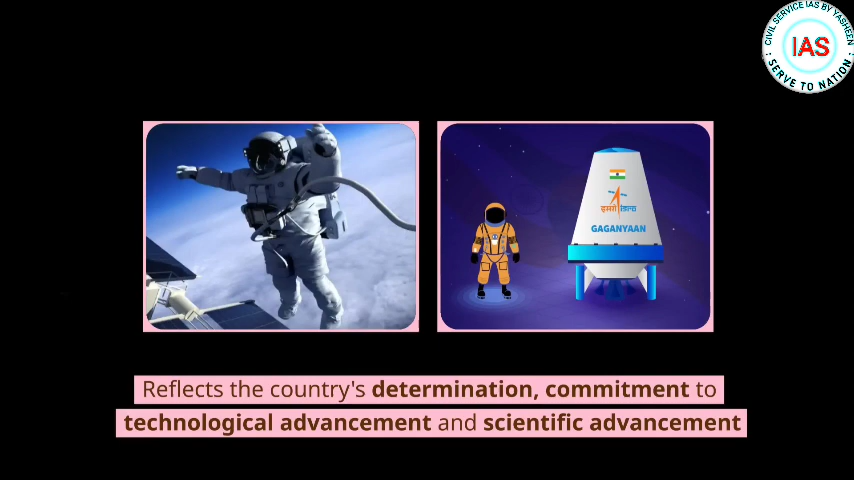 CIVIL SERVICE IAS BY YASHEEN
IAS
: SERVE TO NATION :
इसरो isro
GAGANYAAN
Reflects the country's determination, commitment to
technological advancement and scientific advancement